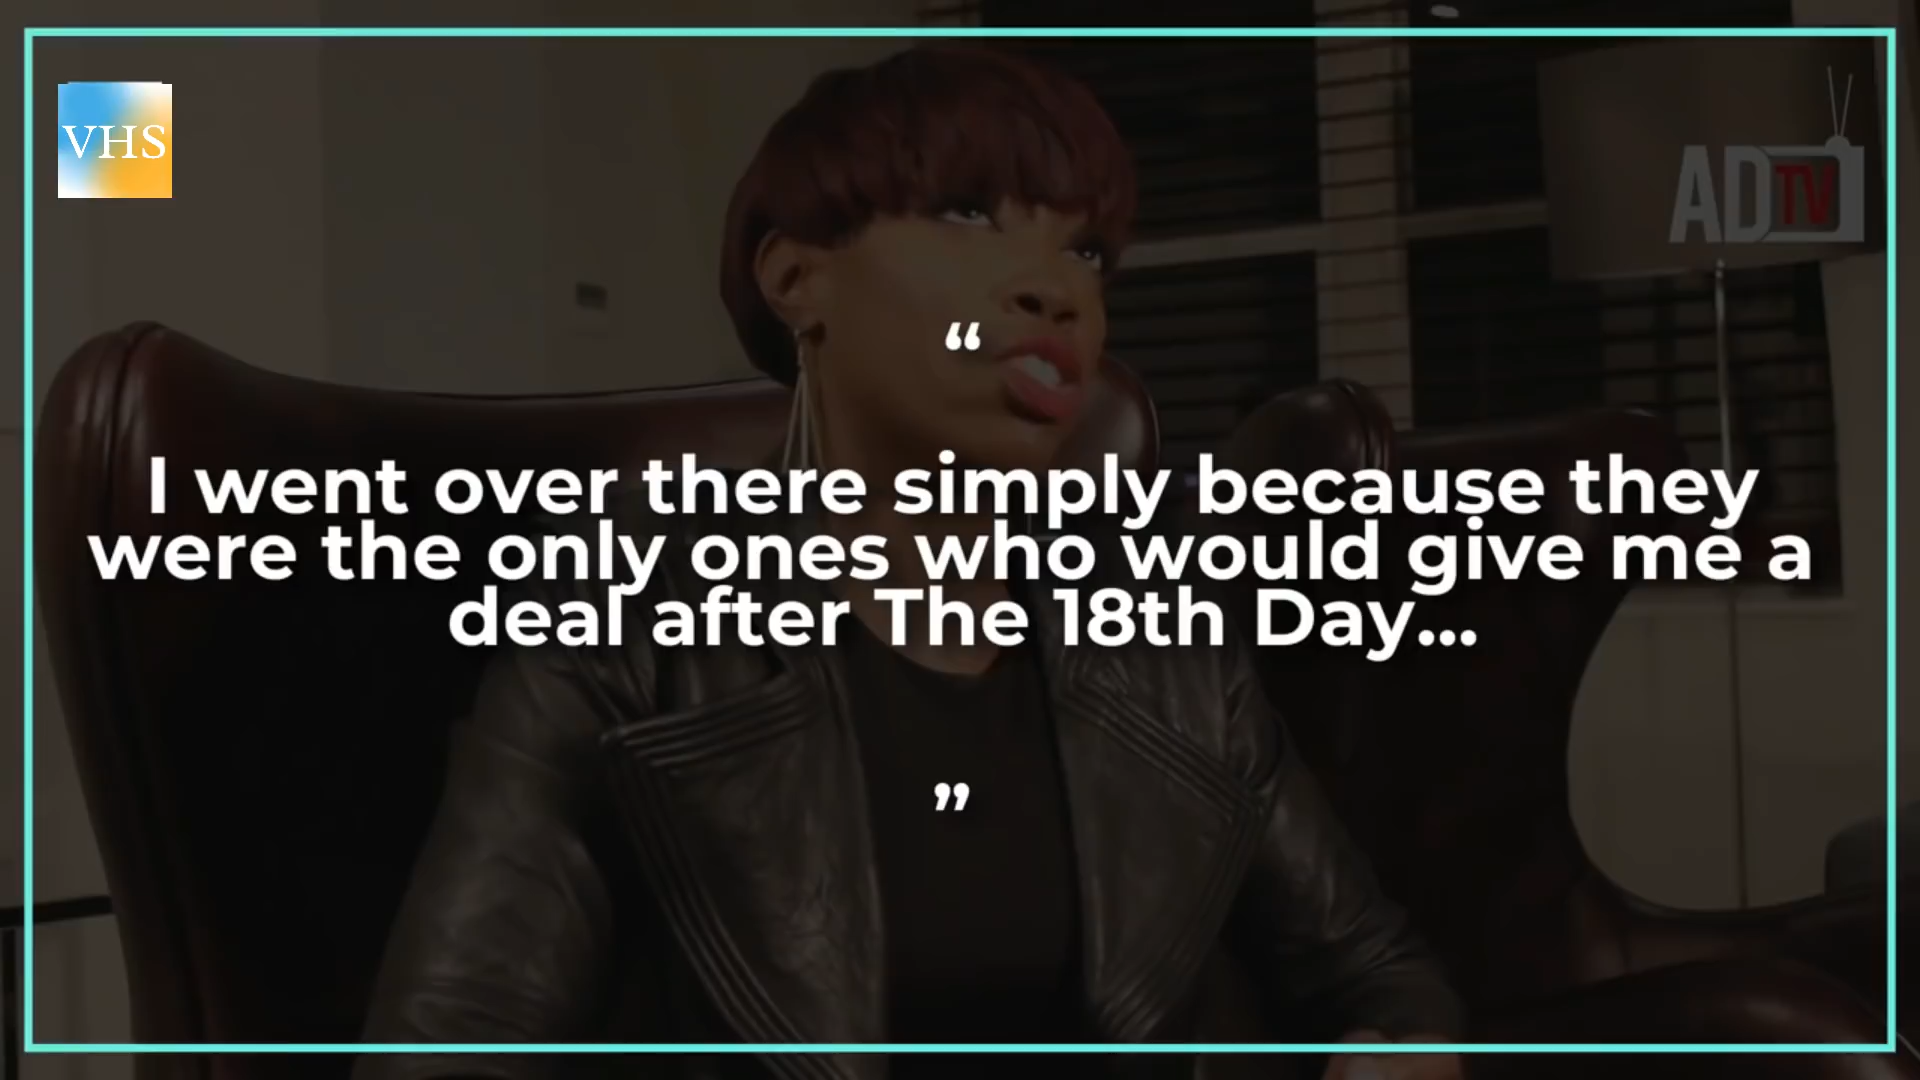 VHS
ADTV
“
I went over there simply because they
were the only ones who would give me a
deal after The 18th Day...
”